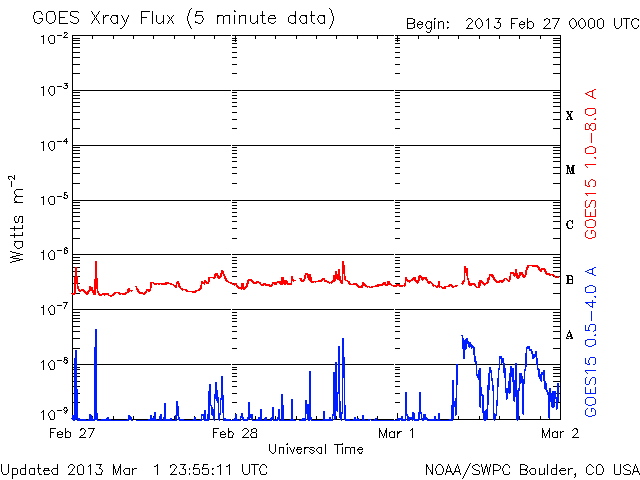 GOES Xray Flux (5 minute data)
Begin: 2013 Feb 27 0000 UTC
10-2
10-3
10-4
10-5
10-6
10-7
10-8
10-9
Watts m-2
X
M
C
B
A
GOES15 1.0-8.0 A
GOES15 0.5-4.0 A
Feb 27 Feb 28 Mar 1 Mar 2
Universal Time
Updated 2013 Mar 1 23:55:11 UTC
NOAA/SWPC Boulder, CO USA